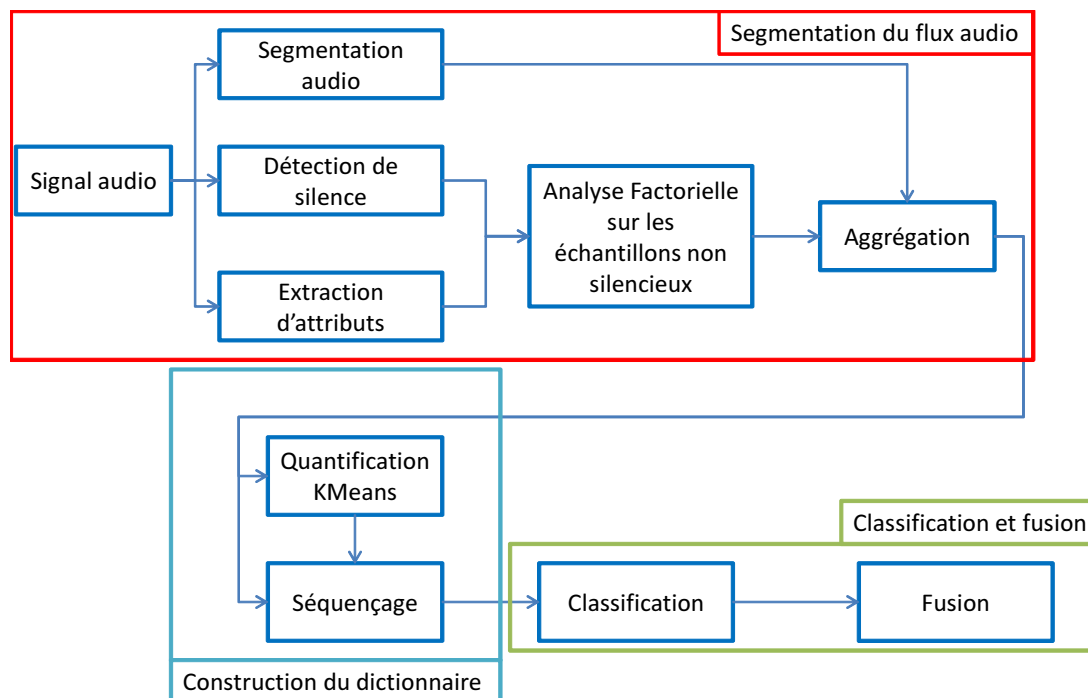 Segmentation du flux audio
Segmentation
audio
Signal audio
Détection de
silence
Extraction
d'attributs
Analyse Factorielle
sur les
échantillons non
silencieux
Aggrégation
Quantification
KMeans
Séquençage
Construction du dictionnaire
Classification et fusion
Classification
Fusion